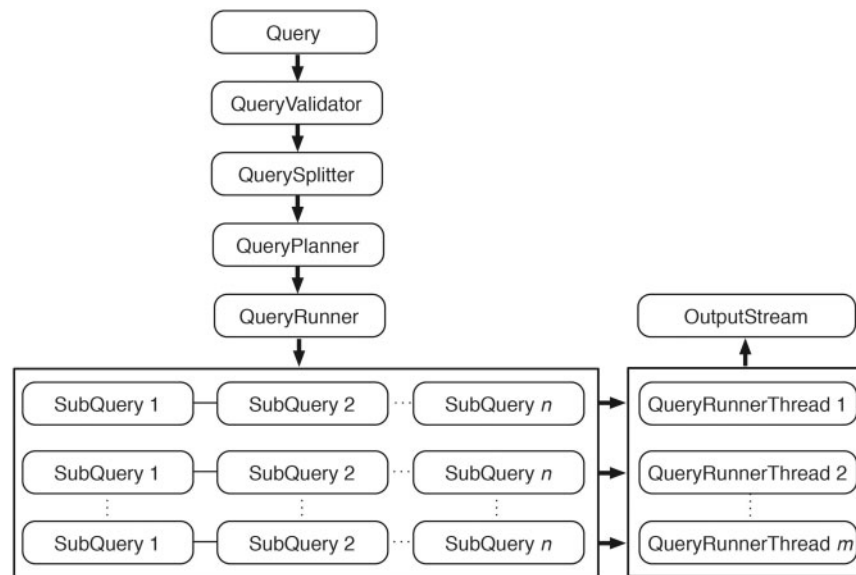 Query
QueryValidator
QuerySplitter
QueryPlanner
QueryRunner
OutputStream
SubQuery 1 SubQuery 2 SubQuery n QueryRunnerThread 1
SubQuery 1 SubQuery 2 SubQuery n QueryRunnerThread 2
SubQuery 1 SubQuery 2 SubQuery n QueryRunnerThread m